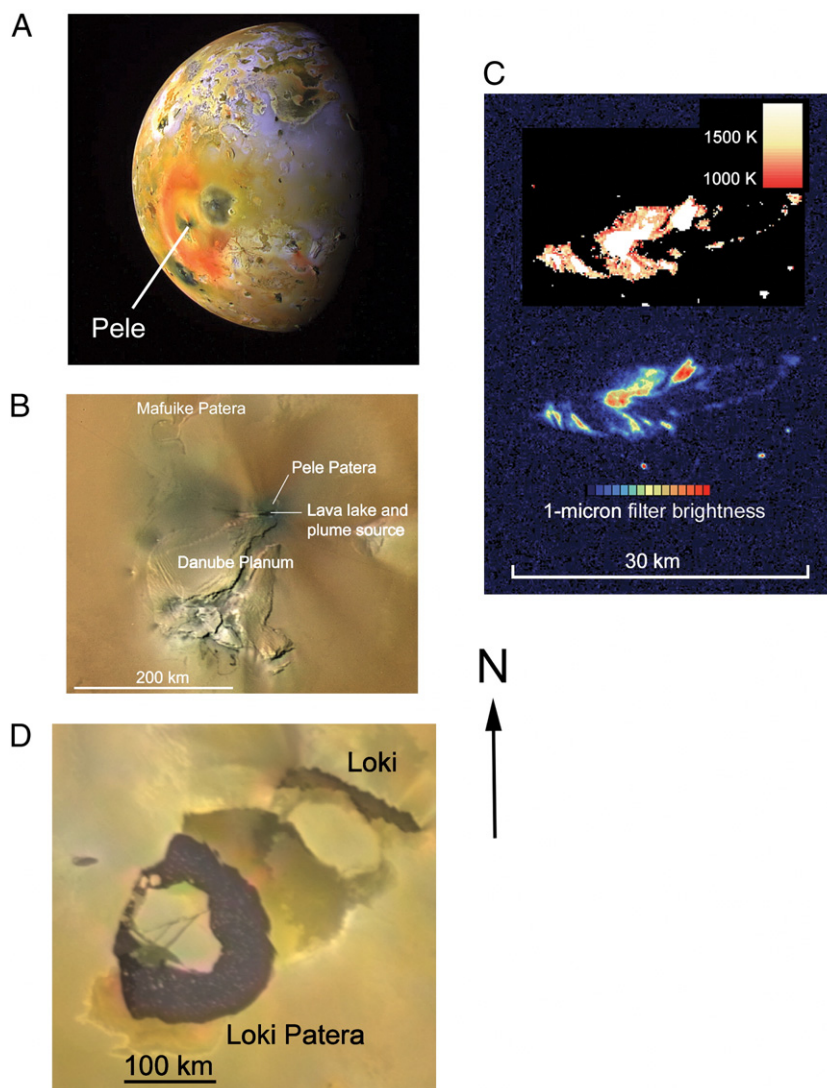 A
Pele
B
Mafuike Patera
Pele Patera
Lava lake and
plume source
Danube Planum
200 km
C
1500 K
1000 K
1-micron filter brightness
30 km
N
D
Loki
Loki Patera
100 km